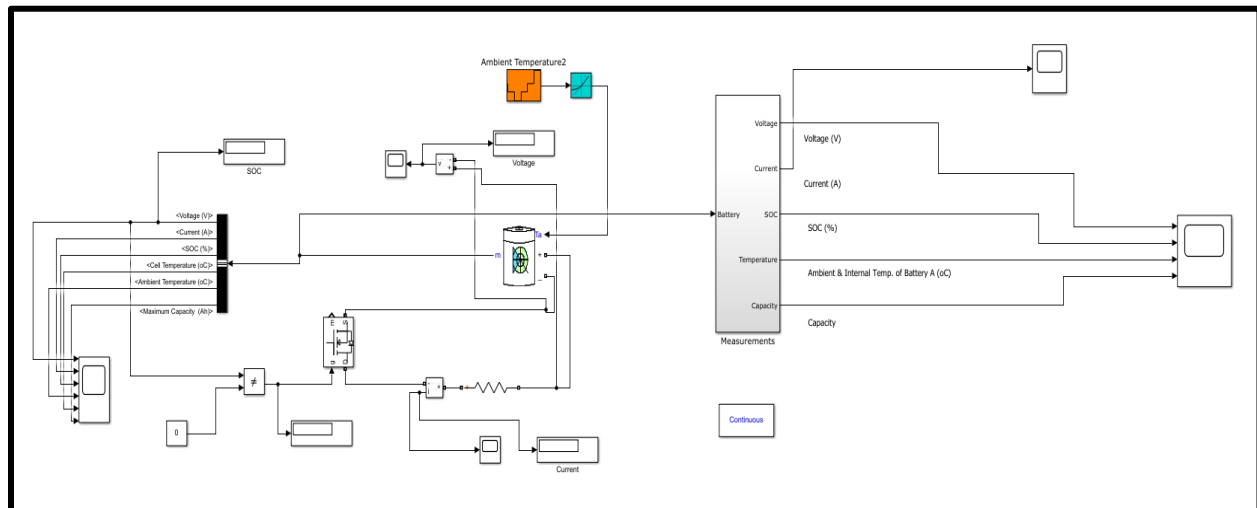 Ambient Temperature2
Voltage
SOC
<Voltage (V)>
<Current (A)>
<SOC (%)>
<Cell Temperature (oC)>
<Ambient Temperature (oC)>
<Maximum Capacity (Ah)>
v
-
+
Ta
m
+
_
m
S
g
D
≠
0
-
i
+
+
Current
Battery
Voltage
Current
SOC
Temperature
Capacity
Measurements
Voltage (V)
Current (A)
SOC (%)
Ambient & Internal Temp. of Battery A (oC)
Capacity
Continuous